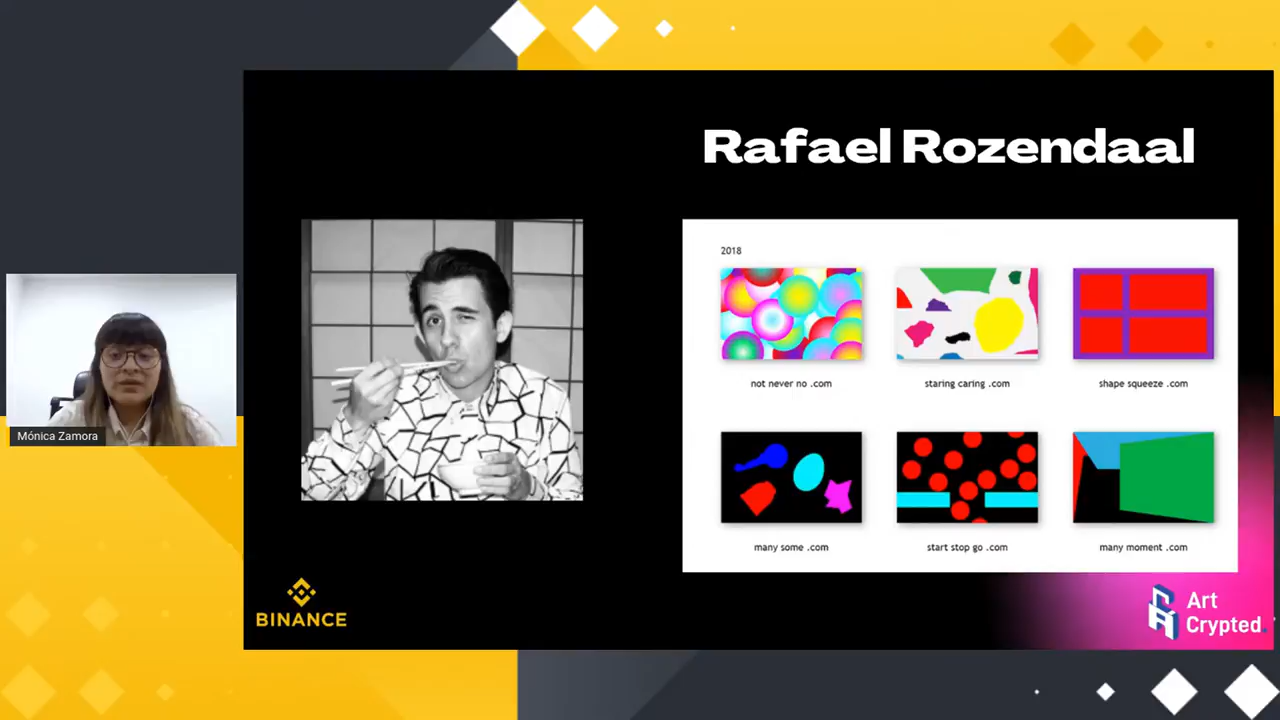 Rafael Rozendaal
2018
not never no .com
staring caring .com
shape squeeze .com
Mónica Zamora
many some .com
start stop go .com
many moment .com
BINANCE
Art
Crypted.